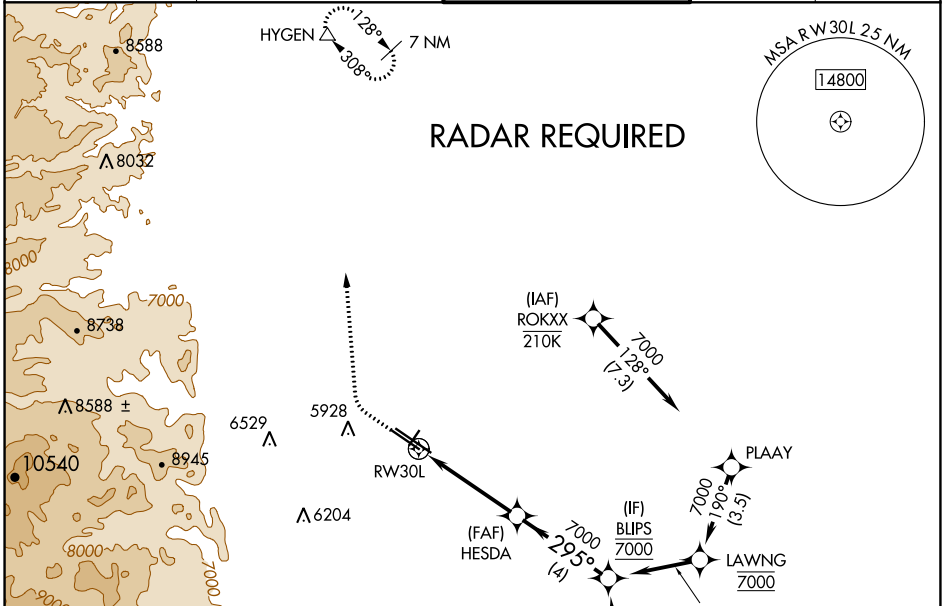 8588
HYGEN
128°
308°
7 NM
MSA RW30L 25 NM
14800
RADAR REQUIRED
8032
8000
7000
8738
(IAF)
ROKXX
210K
7000
128°
(7.3)
8588 ±
6529
5928
10540
8945
RW30L
PLAAY
6204
7000
190°
(3.5)
(FAF)
HESDA
7000
295°
(4)
(IF)
BLIPS
7000
LAWNG
7000
8000
7000
9000